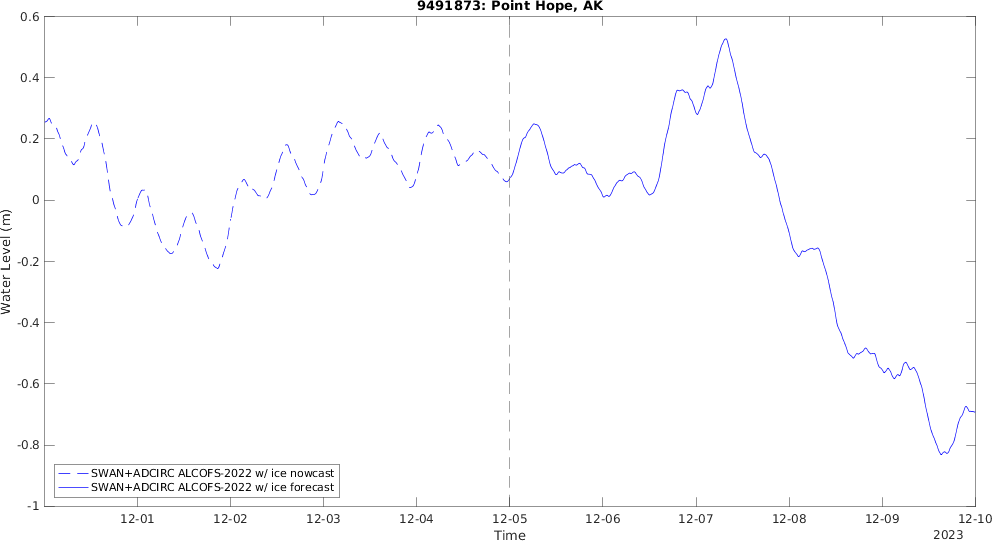 9491873: Point Hope, AK
0.6
0.4
0.2
0
-0.2
-0.4
-0.6
-0.8
-1
Water Level (m)
SWAN+ADCIRC ALCOFS-2022 w/ ice nowcast
SWAN+ADCIRC ALCOFS-2022 w/ ice forecast
12-01 12-02 12-03 12-04 12-05 12-06 12-07 12-08 12-09 12-10
Time
2023